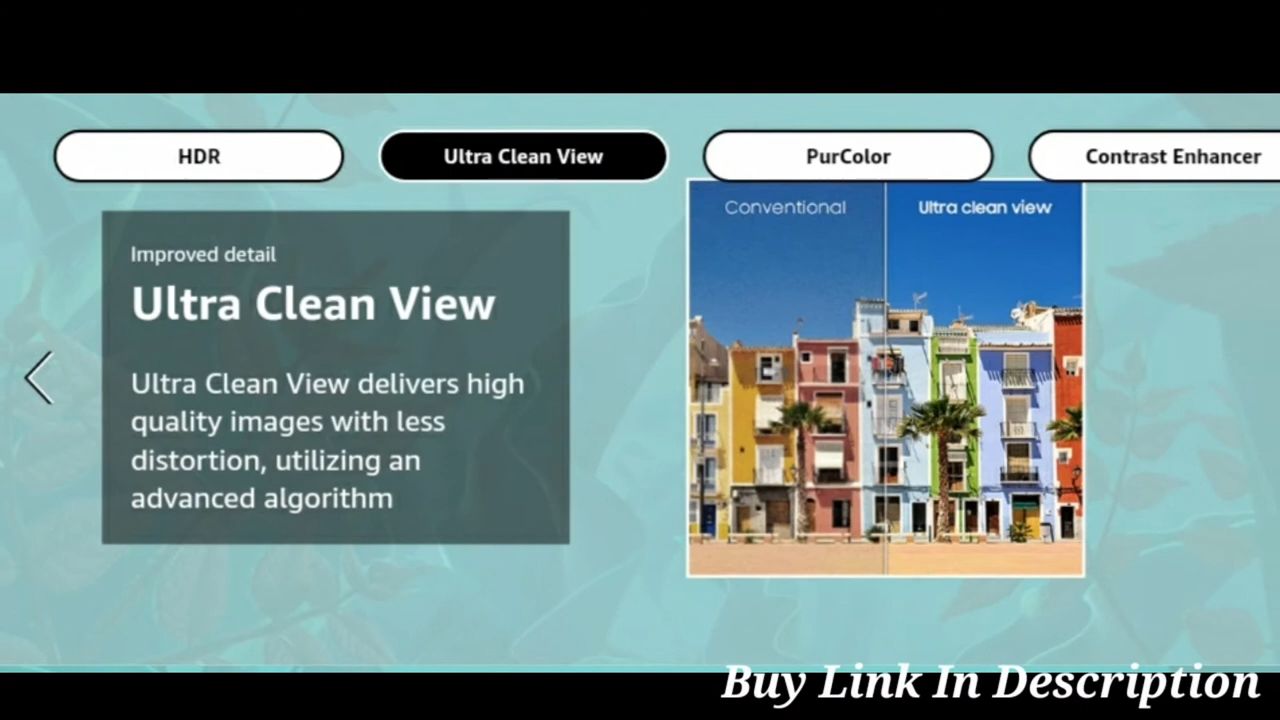 HDR
Ultra Clean View
PurColor
Contrast Enhancer
Conventional
Ultra clean view
Improved detail
Ultra Clean View
Ultra Clean View delivers high
quality images with less
distortion, utilizing an
advanced algorithm
Buy Link In Description